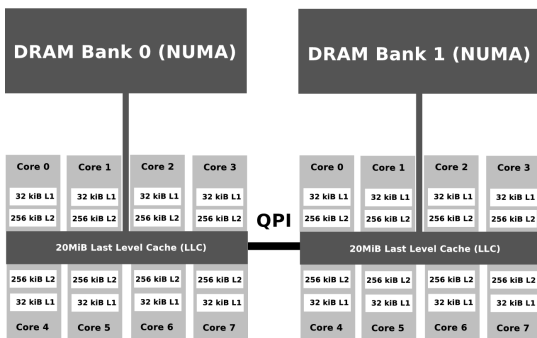 DRAM Bank 0 (NUMA)
DRAM Bank 1 (NUMA)
Core 0 Core 1 Core 2 Core 3
32 kiB L1 32 kiB L1 32 kiB L1 32 kiB L1
256 kiB L2 256 kiB L2 256 kiB L2 256 kiB L2
20MiB Last Level Cache (LLC)
256 kiB L2 256 kiB L2 256 kiB L2 256 kiB L2
32 kiB L1 32 kiB L1 32 kiB L1 32 kiB L1
Core 4 Core 5 Core 6 Core 7
QPI
Core 0 Core 1 Core 2 Core 3
32 kiB L1 32 kiB L1 32 kiB L1 32 kiB L1
256 kiB L2 256 kiB L2 256 kiB L2 256 kiB L2
20MiB Last Level Cache (LLC)
256 kiB L2 256 kiB L2 256 kiB L2 256 kiB L2
32 kiB L1 32 kiB L1 32 kiB L1 32 kiB L1
Core 4 Core 5 Core 6 Core 7